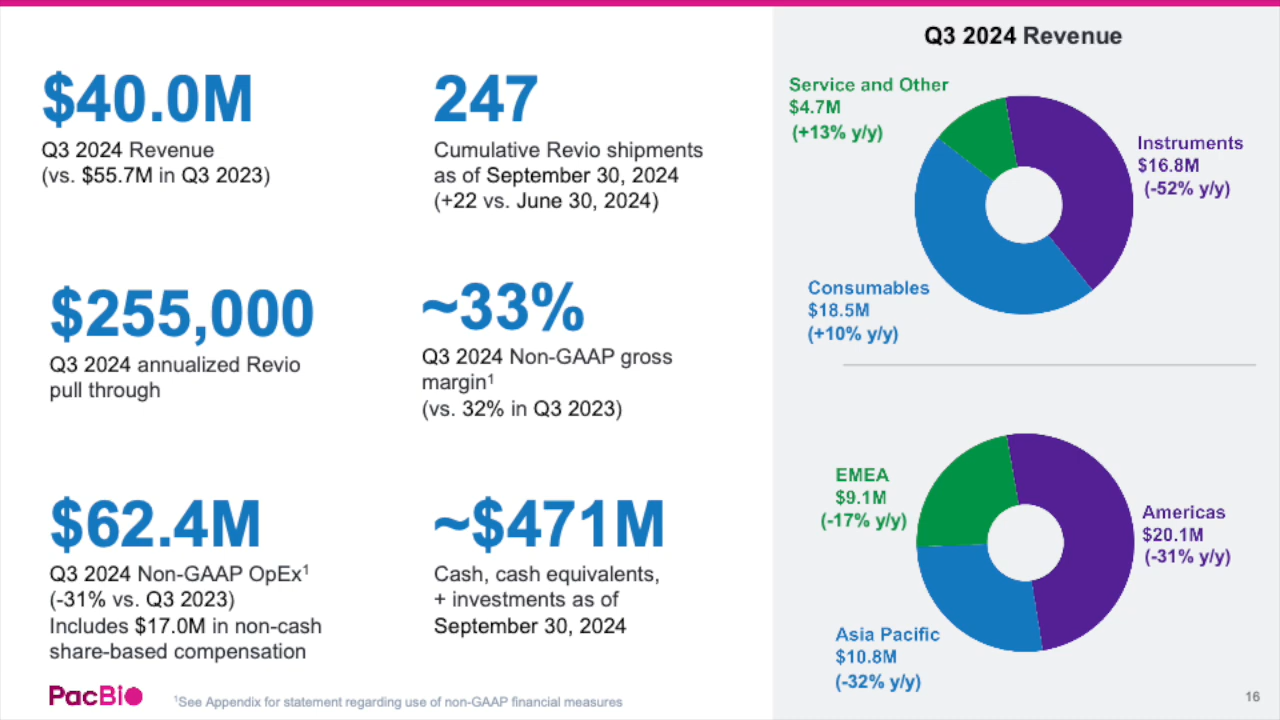 $40.0M
Q3 2024 Revenue
(vs. $55.7M in Q3 2023)
247
Cumulative Revio shipments
as of September 30, 2024
(+22 vs. June 30, 2024)
$255,000
Q3 2024 annualized Revio
pull through
~33%
Q3 2024 Non-GAAP gross
margin¹
(vs. 32% in Q3 2023)
$62.4M
Q3 2024 Non-GAAP OpEx¹
(-31% vs. Q3 2023)
Includes $17.0M in non-cash
share-based compensation
~$471M
Cash, cash equivalents,
+ investments as of
September 30, 2024
Q3 2024 Revenue
Service and Other
$4.7M
(+13% y/y)
Instruments
$16.8M
(-52% y/y)
Consumables
$18.5M
(+10% y/y)
EMEA
$9.1M
(-17% y/y)
Americas
$20.1M
(-31% y/y)
Asia Pacific
$10.8M
(-32% y/y)
PacBio
¹See Appendix for statement regarding use of non-GAAP financial measures
16